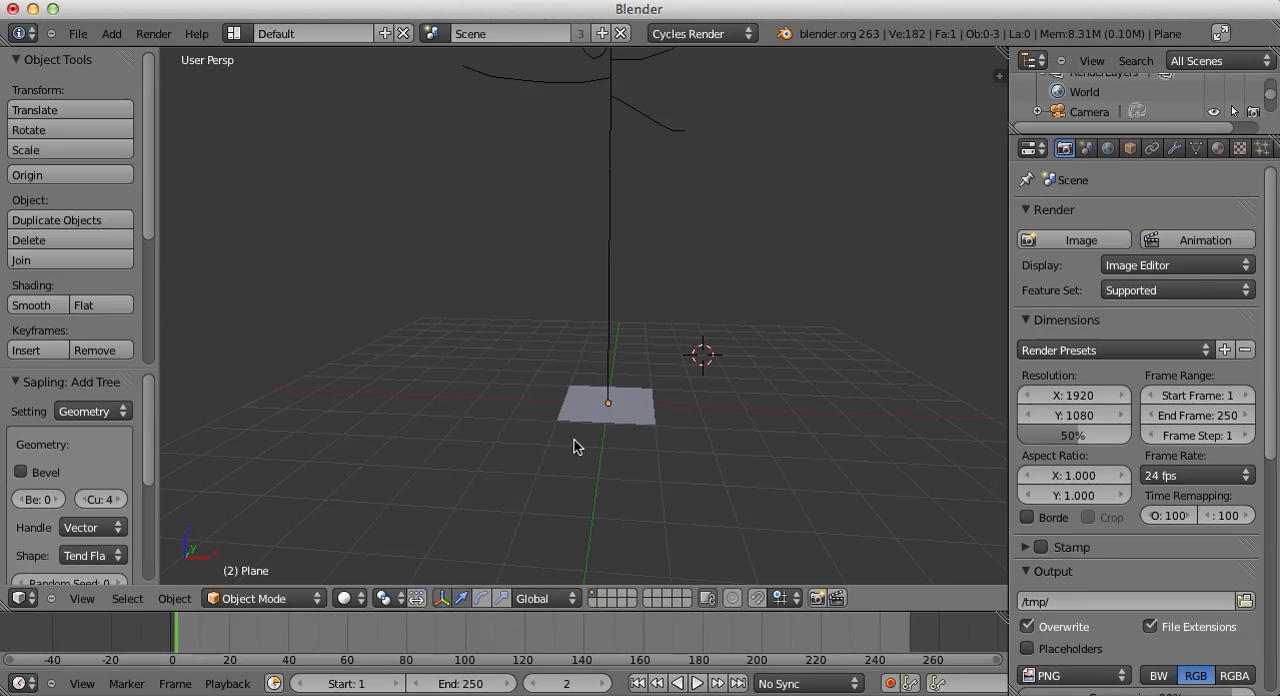 Blender
File Add Render Help Default Scene 3 Cycles Render blender.org 263 | Ve:182 | Fa:1 | Ob:0-3 | La:0 | Mem:8.31M (0.10M) | Plane
Object Tools
Transform:
Translate
Rotate
Scale
Origin
Object:
Duplicate Objects
Delete
Join
Shading:
Smooth Flat
Keyframes:
Insert Remove
Sapling: Add Tree
Setting Geometry
Geometry:
Bevel
Be: 0 Cu: 4
Handle Vector
Shape: Tend Fla
Random Seed: 0
User Persp
(2) Plane
z
y
x
View Select Object Object Mode Global
-40 -20 0 20 40 60 80 100 120 140 160 180 200 220 240 260
View Marker Frame Playback Start: 1 End: 250 2 No Sync
View Search All Scenes
RenderLayers
World
Camera
Scene
Render
Image Animation
Display: Image Editor
Feature Set: Supported
Dimensions
Render Presets
Resolution: Frame Range:
X: 1920 Start Frame: 1
Y: 1080 End Frame: 250
50% Frame Step: 1
Aspect Ratio: Frame Rate:
X: 1.000 24 fps
Y: 1.000 Time Remapping:
Borde Crop O: 100 : 100
Stamp
Output
/tmp/
Overwrite File Extensions
Placeholders
PNG BW RGB RGBA